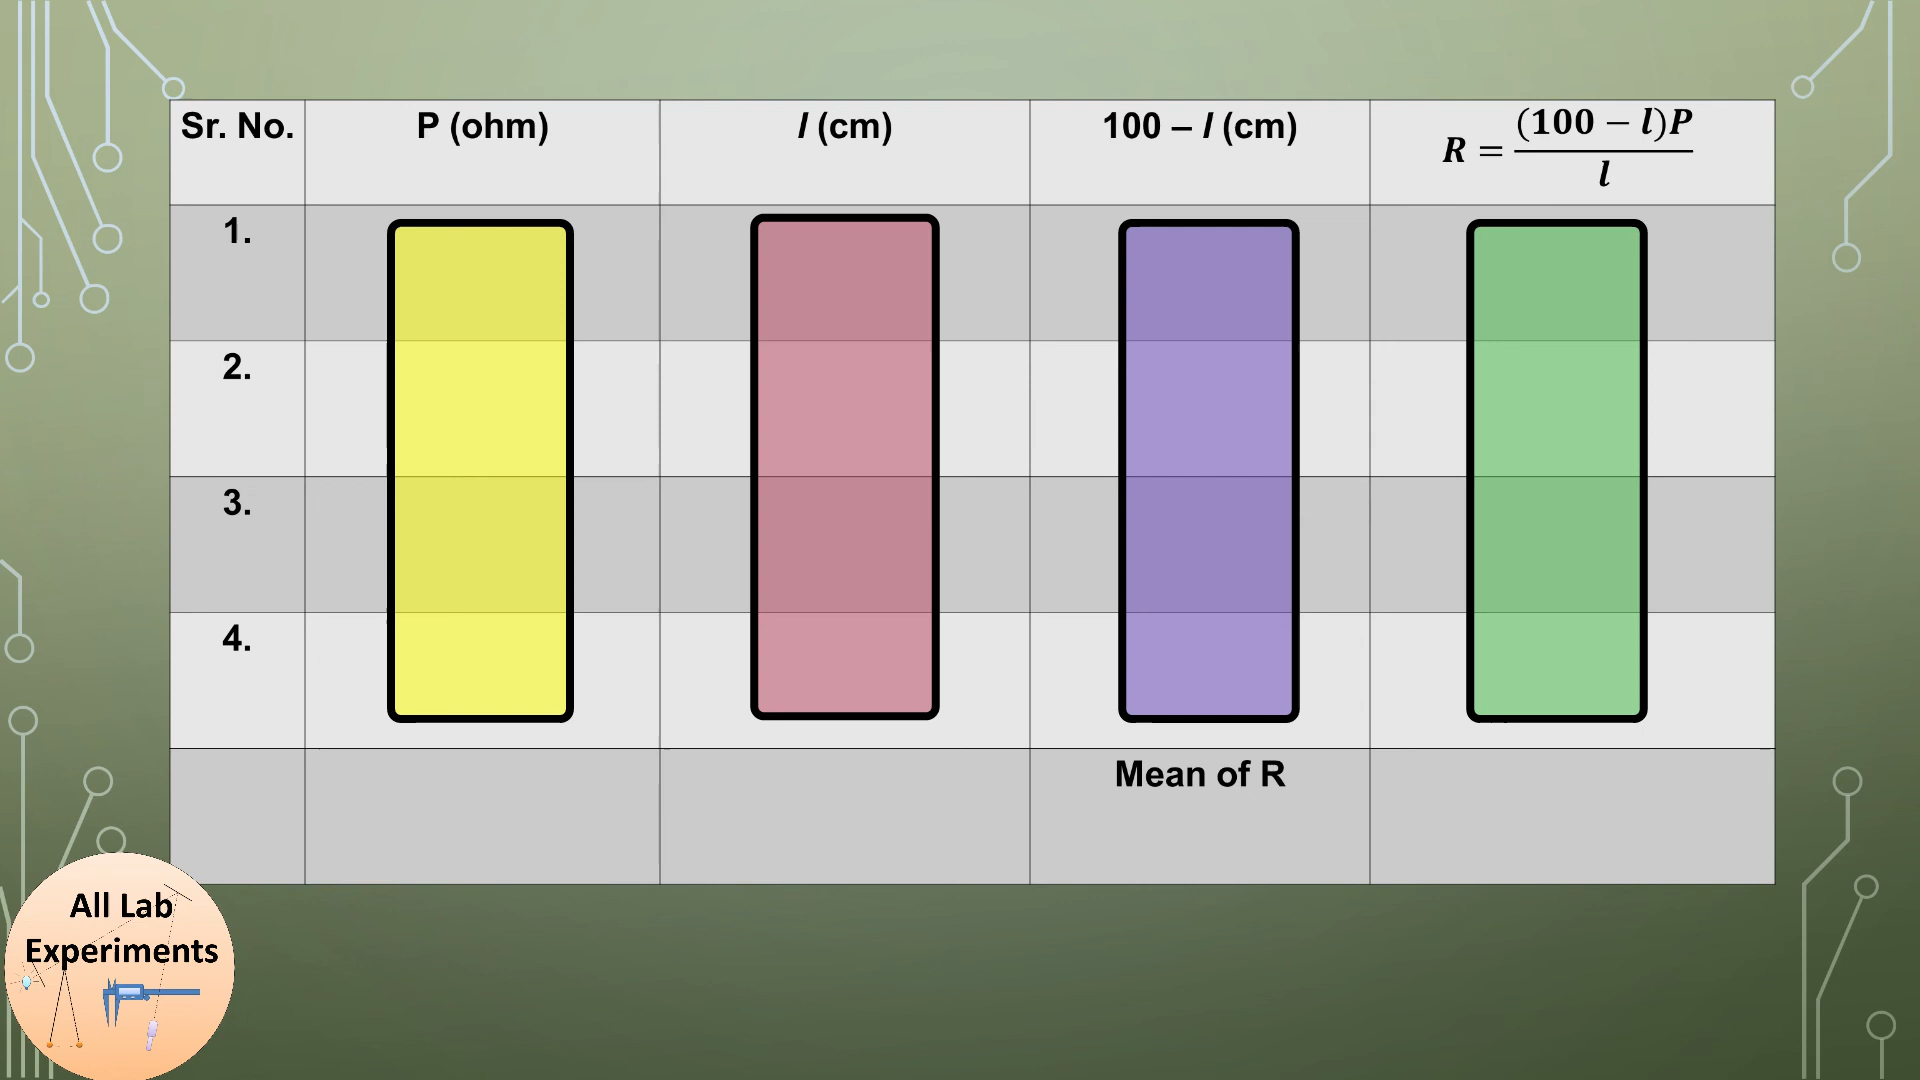 Sr. No. P (ohm) l (cm) 100 – l (cm) R = (100 − l)P / l
1.
2.
3.
4.
Mean of R
All Lab
Experiments